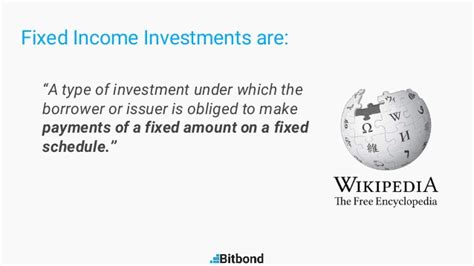 Fixed Income Investments are:
“A type of investment under which the
borrower or issuer is obliged to make
payments of a fixed amount on a fixed
schedule.”
Ω
W
И
維
WIKIPEDIA
The Free Encyclopedia
Bitbond